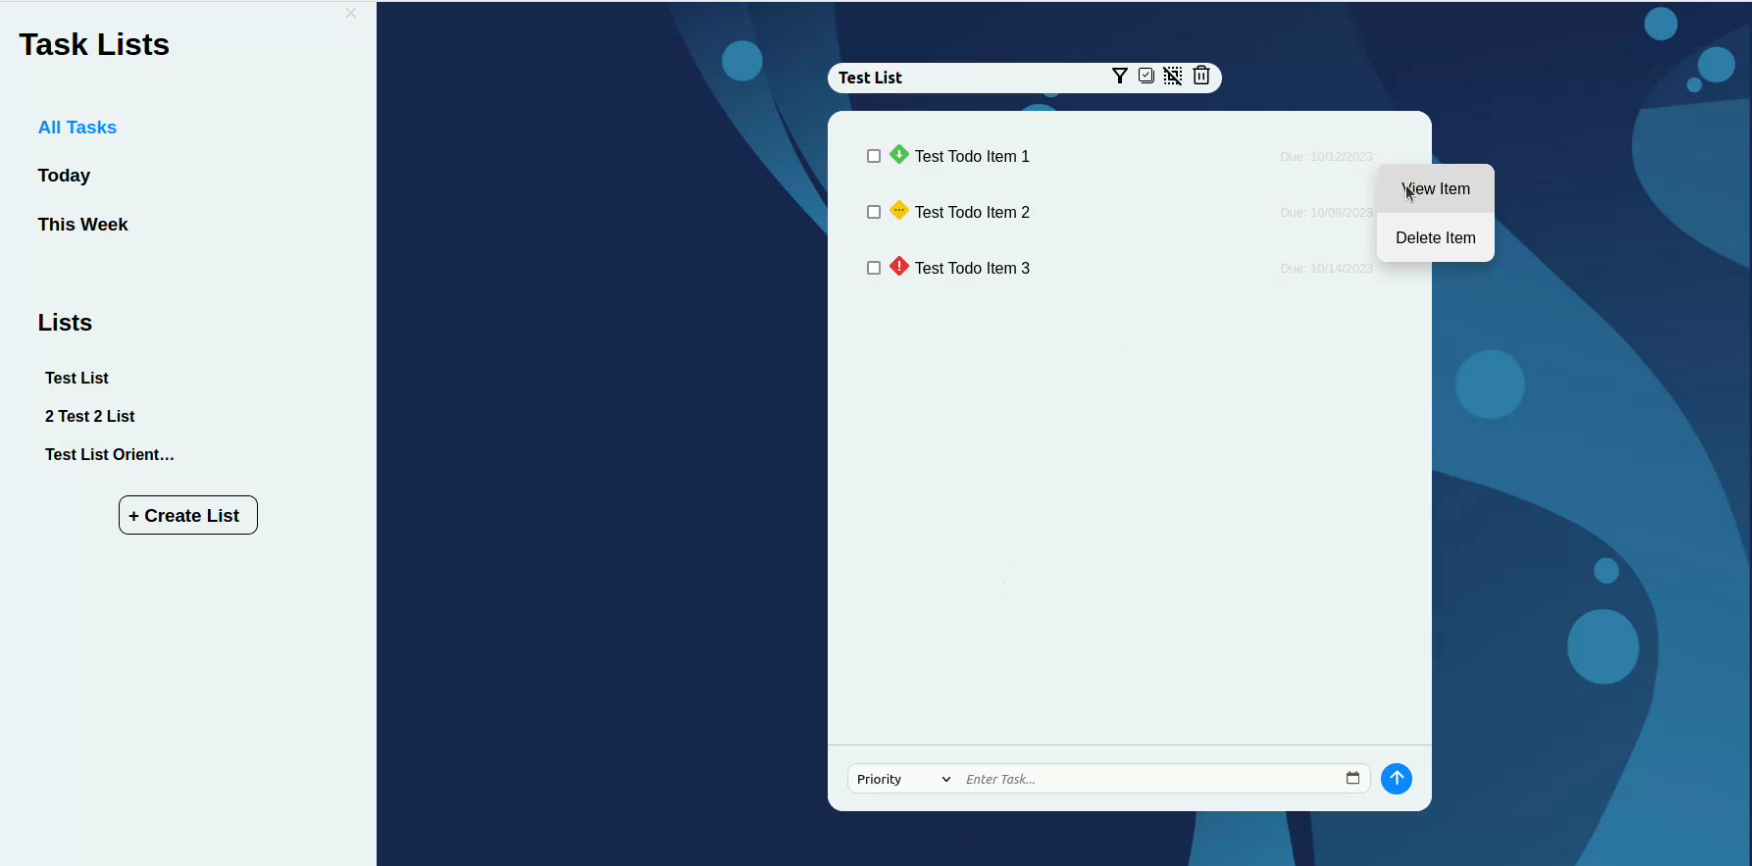 Task Lists
All Tasks
Today
This Week
Lists
Test List
2 Test 2 List
Test List Orient...
+ Create List
Test List
Test Todo Item 1 Due: 10/12/2023
Test Todo Item 2 Due: 10/09/2023
Test Todo Item 3 Due: 10/14/2023
View Item
Delete Item
Priority Enter Task...